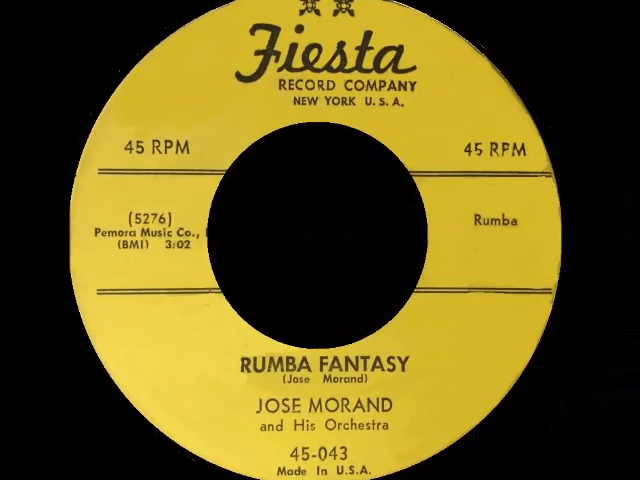 Fiesta
RECORD COMPANY
NEW YORK U. S. A.
45 RPM
45 RPM
(5276)
Pemora Music Co.,
(BMI) 3:02
Rumba
RUMBA FANTASY
(Jose Morand)
JOSE MORAND
and His Orchestra
45-043
Made In U.S.A.